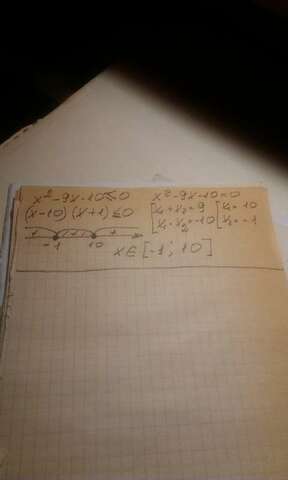 x²-9x-10≤0
x²-9x-10=0
(x-10)(x+1)≤0
[x₁+x₂=9 [x₁=10
[x₁·x₂=-10 [x₂=-1
+ - +
-1 10
x∈[-1; 10]